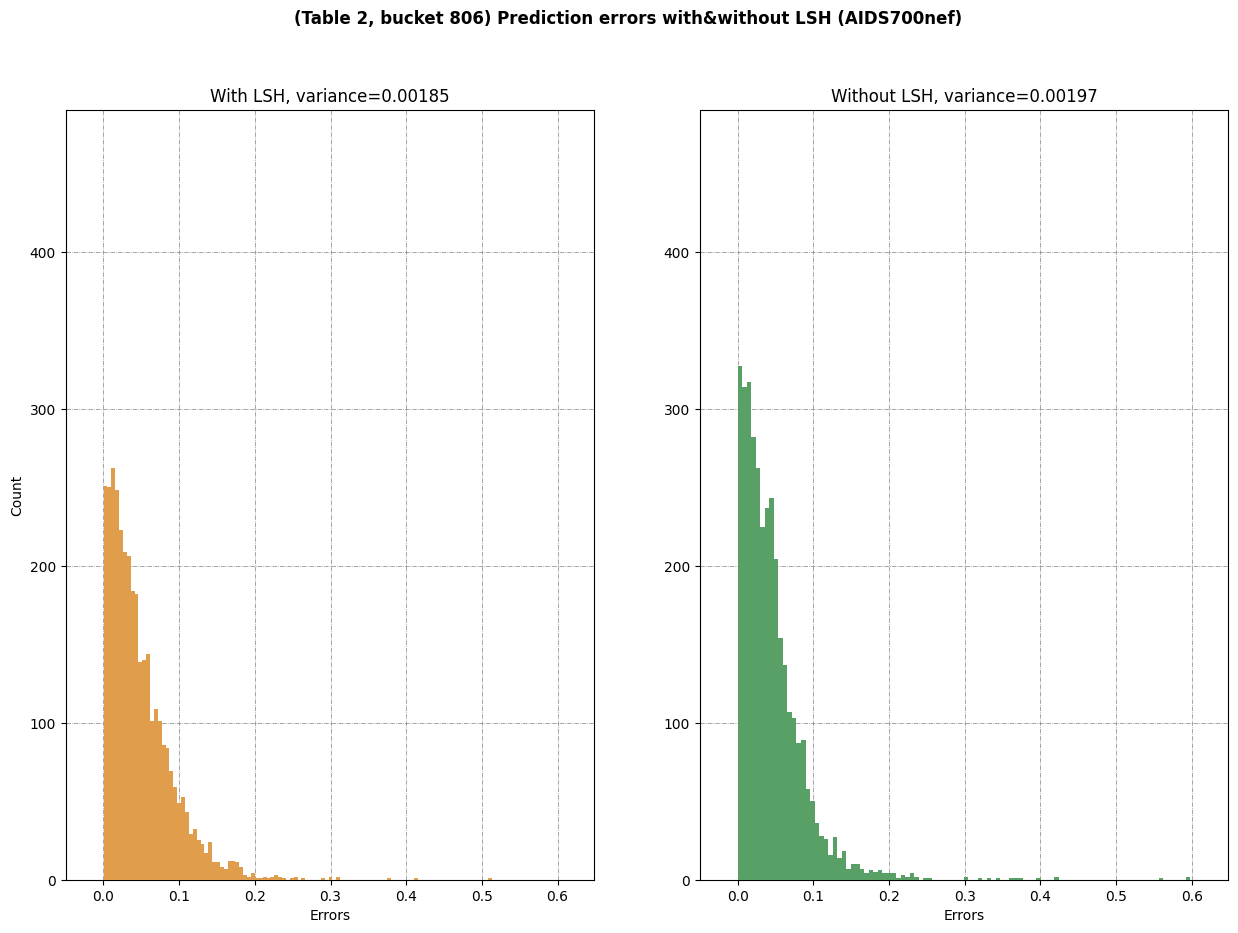 (Table 2, bucket 806) Prediction errors with&without LSH (AIDS700nef)
With LSH, variance=0.00185
Count
400
300
200
100
0
0.0 0.1 0.2 0.3 0.4 0.5 0.6
Errors
Without LSH, variance=0.00197
400
300
200
100
0
0.0 0.1 0.2 0.3 0.4 0.5 0.6
Errors